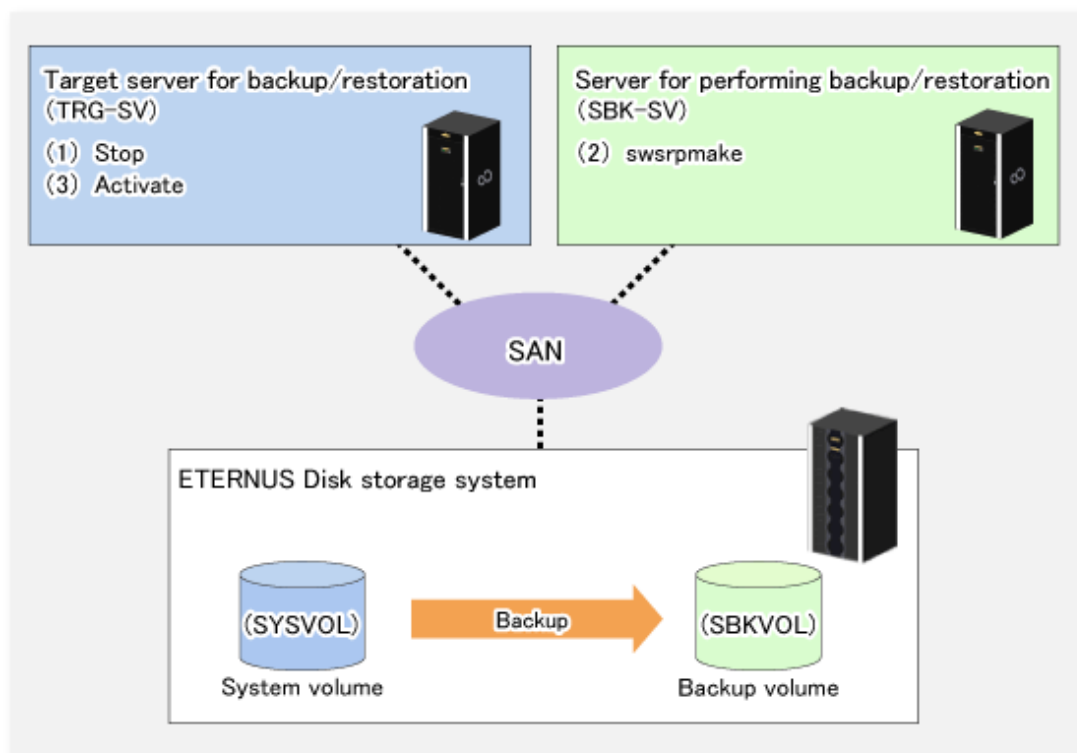 Target server for backup/restoration
(TRG-SV)
(1) Stop
(3) Activate
Server for performing backup/restoration
(SBK-SV)
(2) swsrpmake
SAN
ETERNUS Disk storage system
(SYSVOL)
Backup
(SBKVOL)
System volume
Backup volume